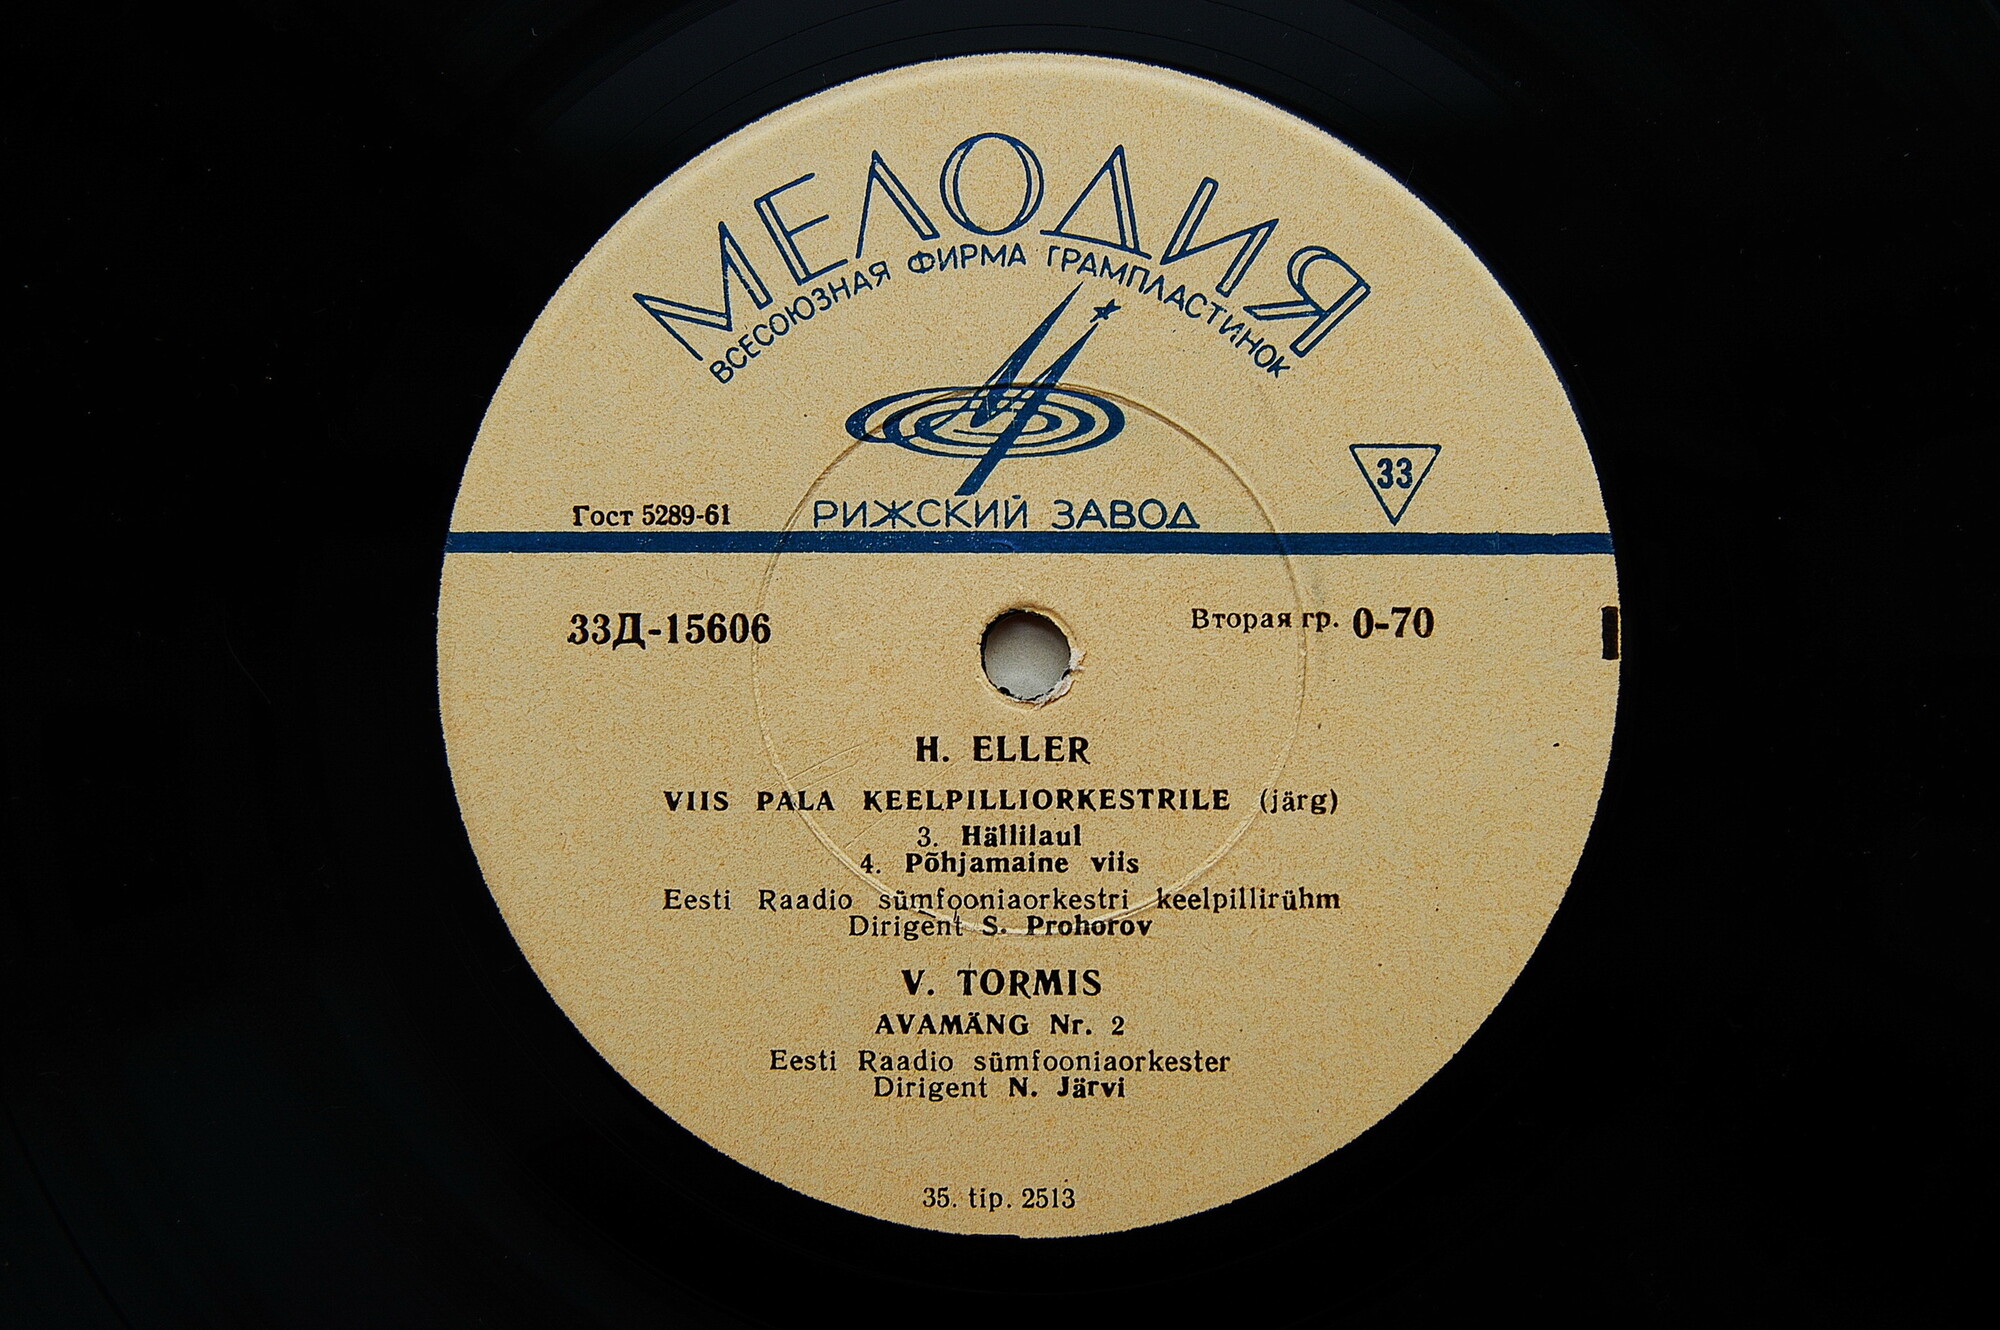 МЕЛОДИЯ
ВСЕСОЮЗНАЯ ФИРМА ГРАМПЛАСТИНОК
33
Гост 5289-61
РИЖСКИЙ ЗАВОД
33Д-15606
Вторая гр. 0-70
H. ELLER
VIIS PALA KEELPILLIORKESTRILE (järg)
3. Hällilaul
4. Põhjamaine viis
Eesti Raadio sümfooniaorkestri keelpillirühm
Dirigent S. Prohorov
V. TORMIS
AVAMÄNG Nr. 2
Eesti Raadio sümfooniaorkester
Dirigent N. Järvi
35. tip. 2513